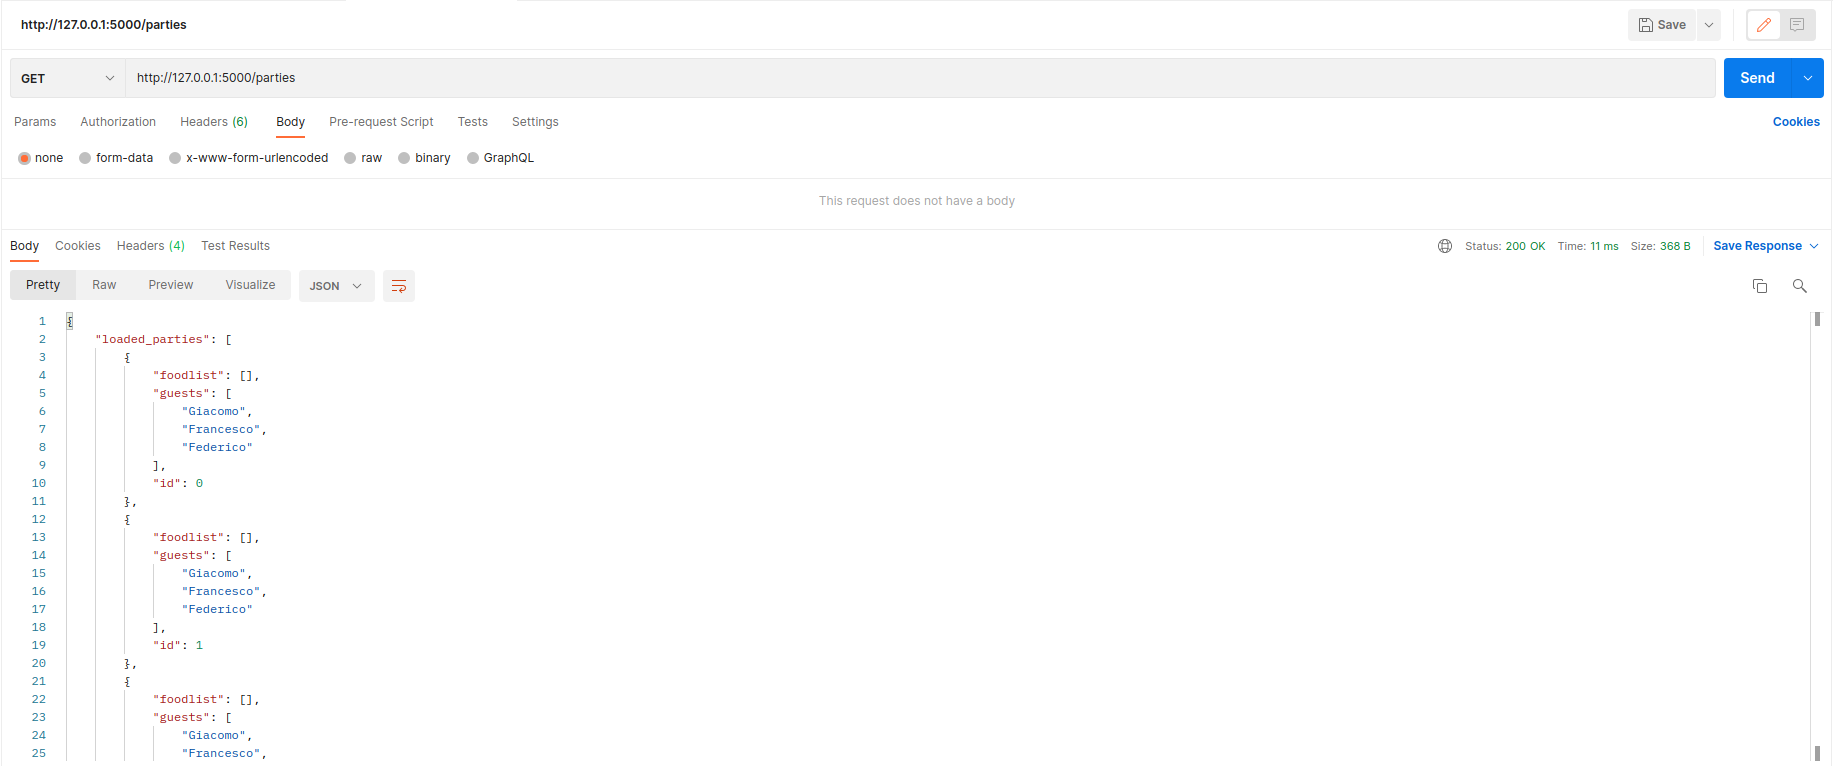 http://127.0.0.1:5000/parties
Save
GET
http://127.0.0.1:5000/parties
Send
Params Authorization Headers (6) Body Pre-request Script Tests Settings
Cookies
none form-data x-www-form-urlencoded raw binary GraphQL
This request does not have a body
Body Cookies Headers (4) Test Results
Status: 200 OK Time: 11 ms Size: 368 B Save Response
Pretty Raw Preview Visualize JSON
1 {
2 "loaded_parties": [
3 {
4 "foodlist": [],
5 "guests": [
6 "Giacomo",
7 "Francesco",
8 "Federico"
9 ],
10 "id": 0
11 },
12 {
13 "foodlist": [],
14 "guests": [
15 "Giacomo",
16 "Francesco",
17 "Federico"
18 ],
19 "id": 1
20 },
21 {
22 "foodlist": [],
23 "guests": [
24 "Giacomo",
25 "Francesco",